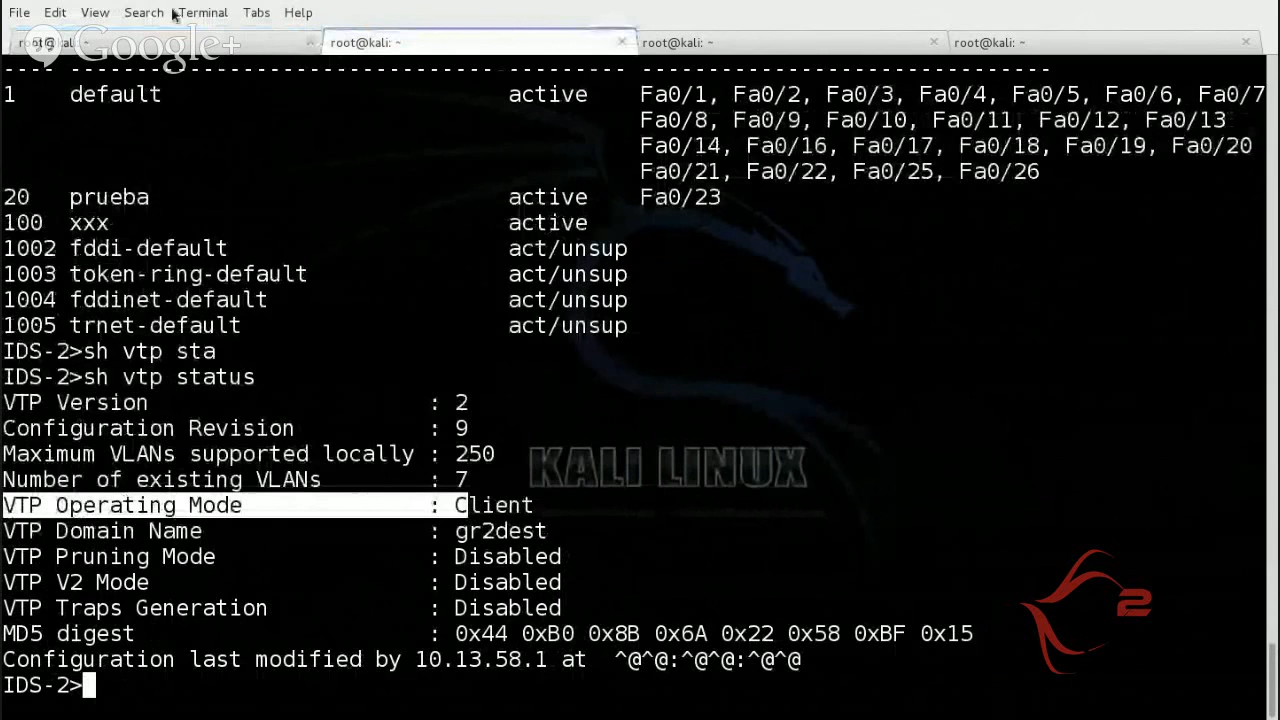 File Edit View Search Terminal Tabs Help
Google+
root@kali: ~ × root@kali: ~ × root@kali: ~ × root@kali: ~ ×
---- -------------------------------- --------- -------------------------------
1 default active Fa0/1, Fa0/2, Fa0/3, Fa0/4, Fa0/5, Fa0/6, Fa0/7
Fa0/8, Fa0/9, Fa0/10, Fa0/11, Fa0/12, Fa0/13
Fa0/14, Fa0/16, Fa0/17, Fa0/18, Fa0/19, Fa0/20
Fa0/21, Fa0/22, Fa0/25, Fa0/26
20 prueba active Fa0/23
100 xxx active
1002 fddi-default act/unsup
1003 token-ring-default act/unsup
1004 fddinet-default act/unsup
1005 trnet-default act/unsup
IDS-2>sh vtp sta
IDS-2>sh vtp status
VTP Version : 2
Configuration Revision : 9
Maximum VLANs supported locally : 250
Number of existing VLANs : 7
VTP Operating Mode : Client
VTP Domain Name : gr2dest
VTP Pruning Mode : Disabled
VTP V2 Mode : Disabled
VTP Traps Generation : Disabled
MD5 digest : 0x44 0xB0 0x8B 0x6A 0x22 0x58 0xBF 0x15
Configuration last modified by 10.13.58.1 at ^@^@:^@^@:^@^@
IDS-2>
KALI LINUX
2